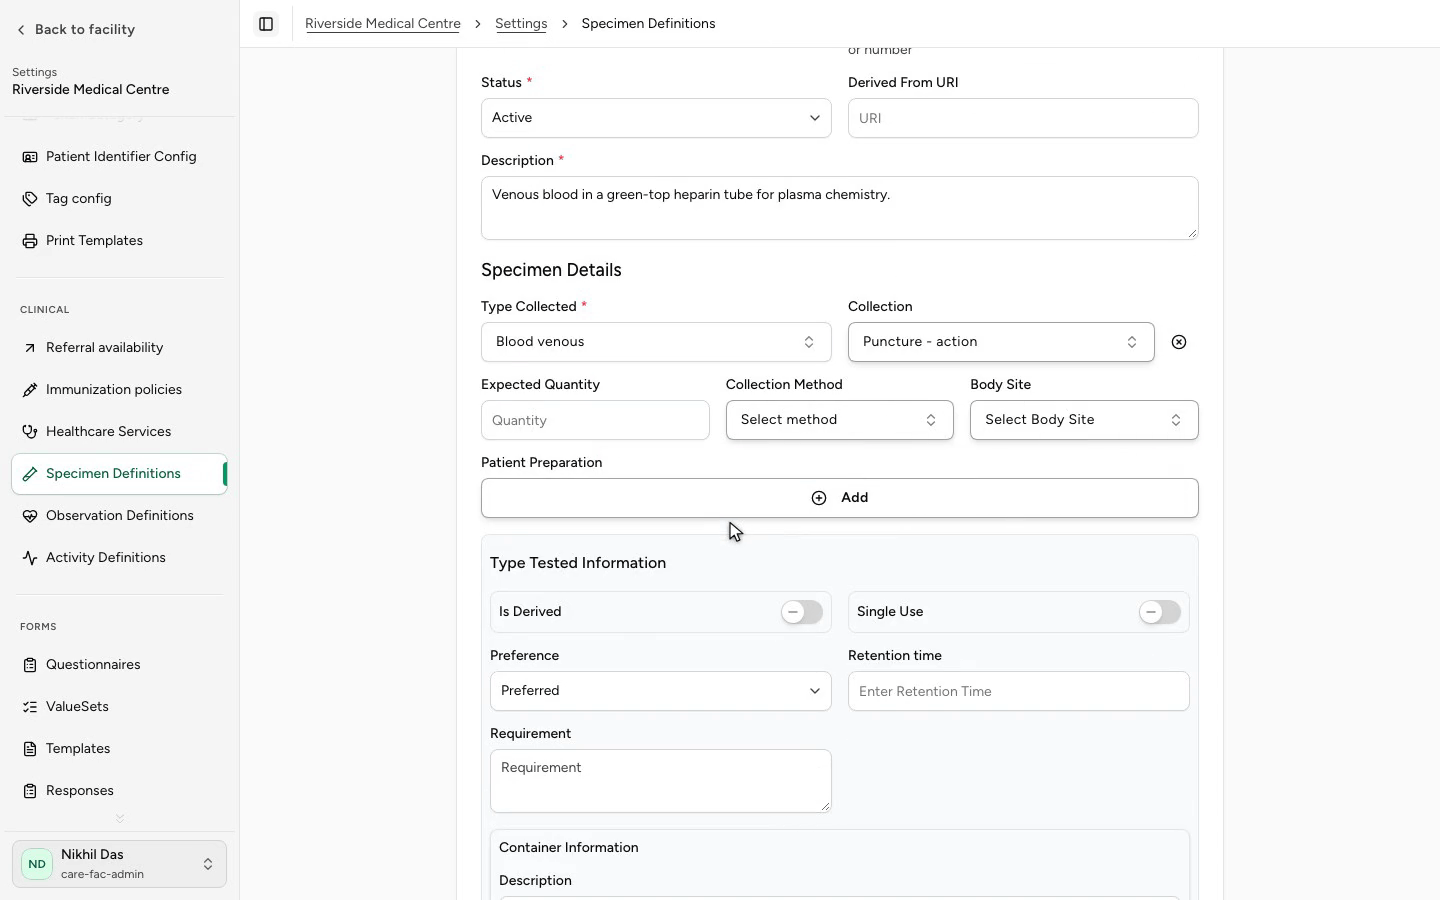 Back to facility
Settings
Riverside Medical Centre
Patient Identifier Config
Tag config
Print Templates
CLINICAL
Referral availability
Immunization policies
Healthcare Services
Specimen Definitions
Observation Definitions
Activity Definitions
FORMS
Questionnaires
ValueSets
Templates
Responses
ND
Nikhil Das
care-fac-admin
Riverside Medical Centre > Settings > Specimen Definitions
or number
Status *
Derived From URI
Active
URI
Description *
Venous blood in a green-top heparin tube for plasma chemistry.
Specimen Details
Type Collected *
Collection
Blood venous
Puncture - action
Expected Quantity
Collection Method
Body Site
Quantity
Select method
Select Body Site
Patient Preparation
Add
Type Tested Information
Is Derived
Single Use
Preference
Retention time
Preferred
Enter Retention Time
Requirement
Requirement
Container Information
Description